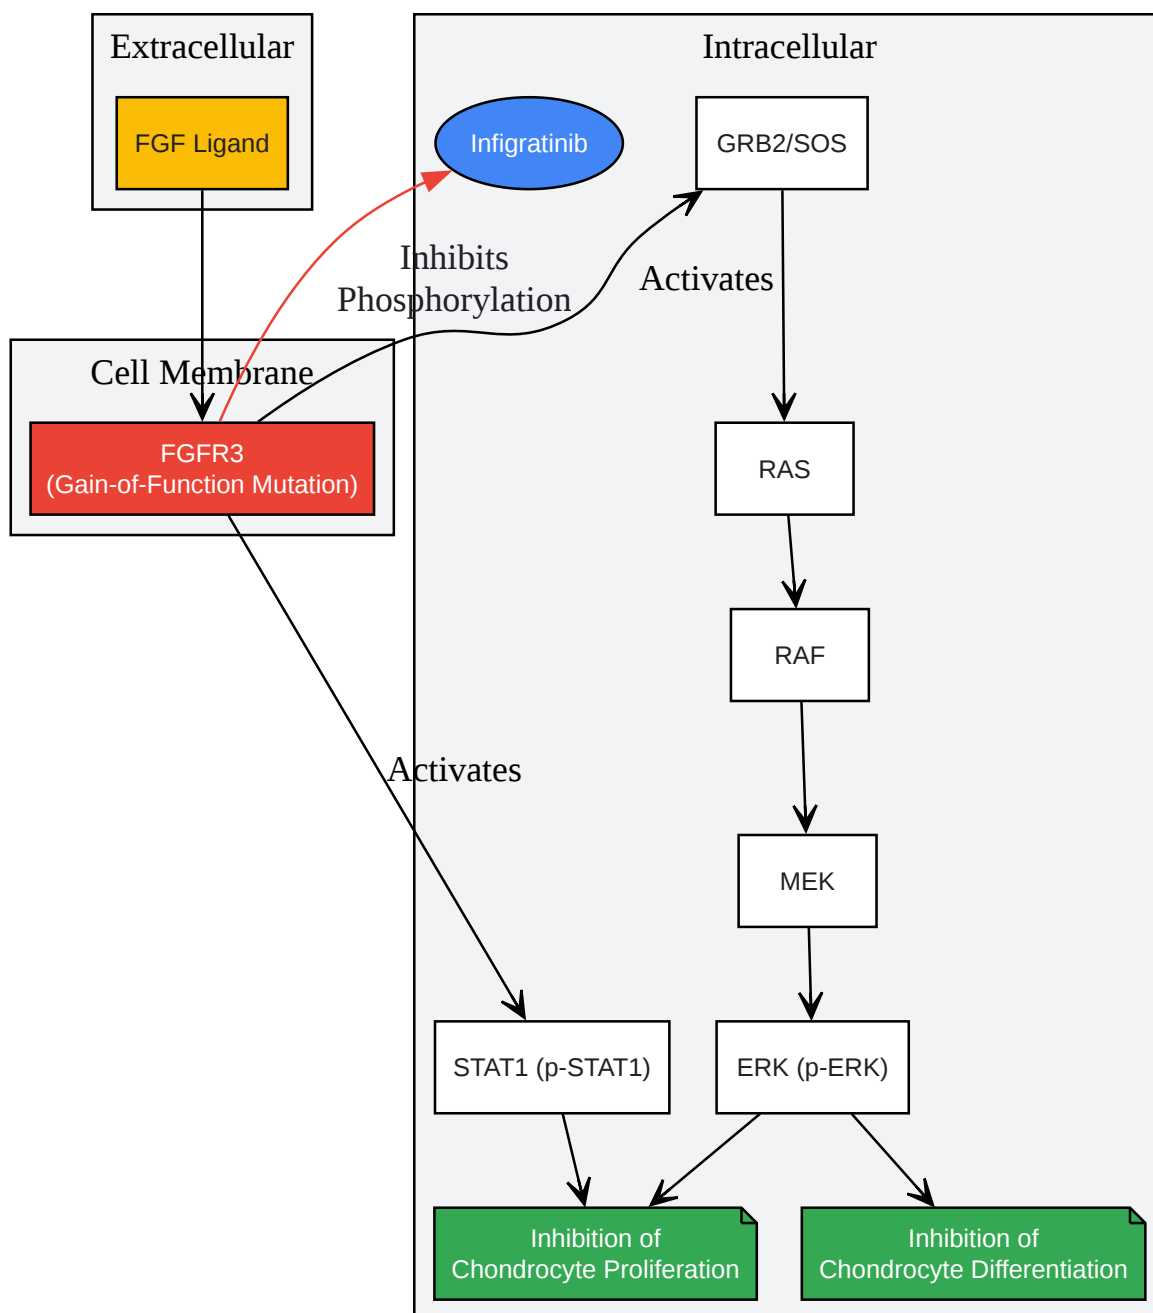 Extracellular
Intracellular
FGF Ligand
Infigratinib
GRB2/SOS
Inhibits
Phosphorylation
Activates
Cell Membrane
FGFR3
(Gain-of-Function Mutation)
RAS
RAF
Activates
MEK
STAT1 (p-STAT1)
ERK (p-ERK)
Inhibition of
Chondrocyte Proliferation
Inhibition of
Chondrocyte Differentiation